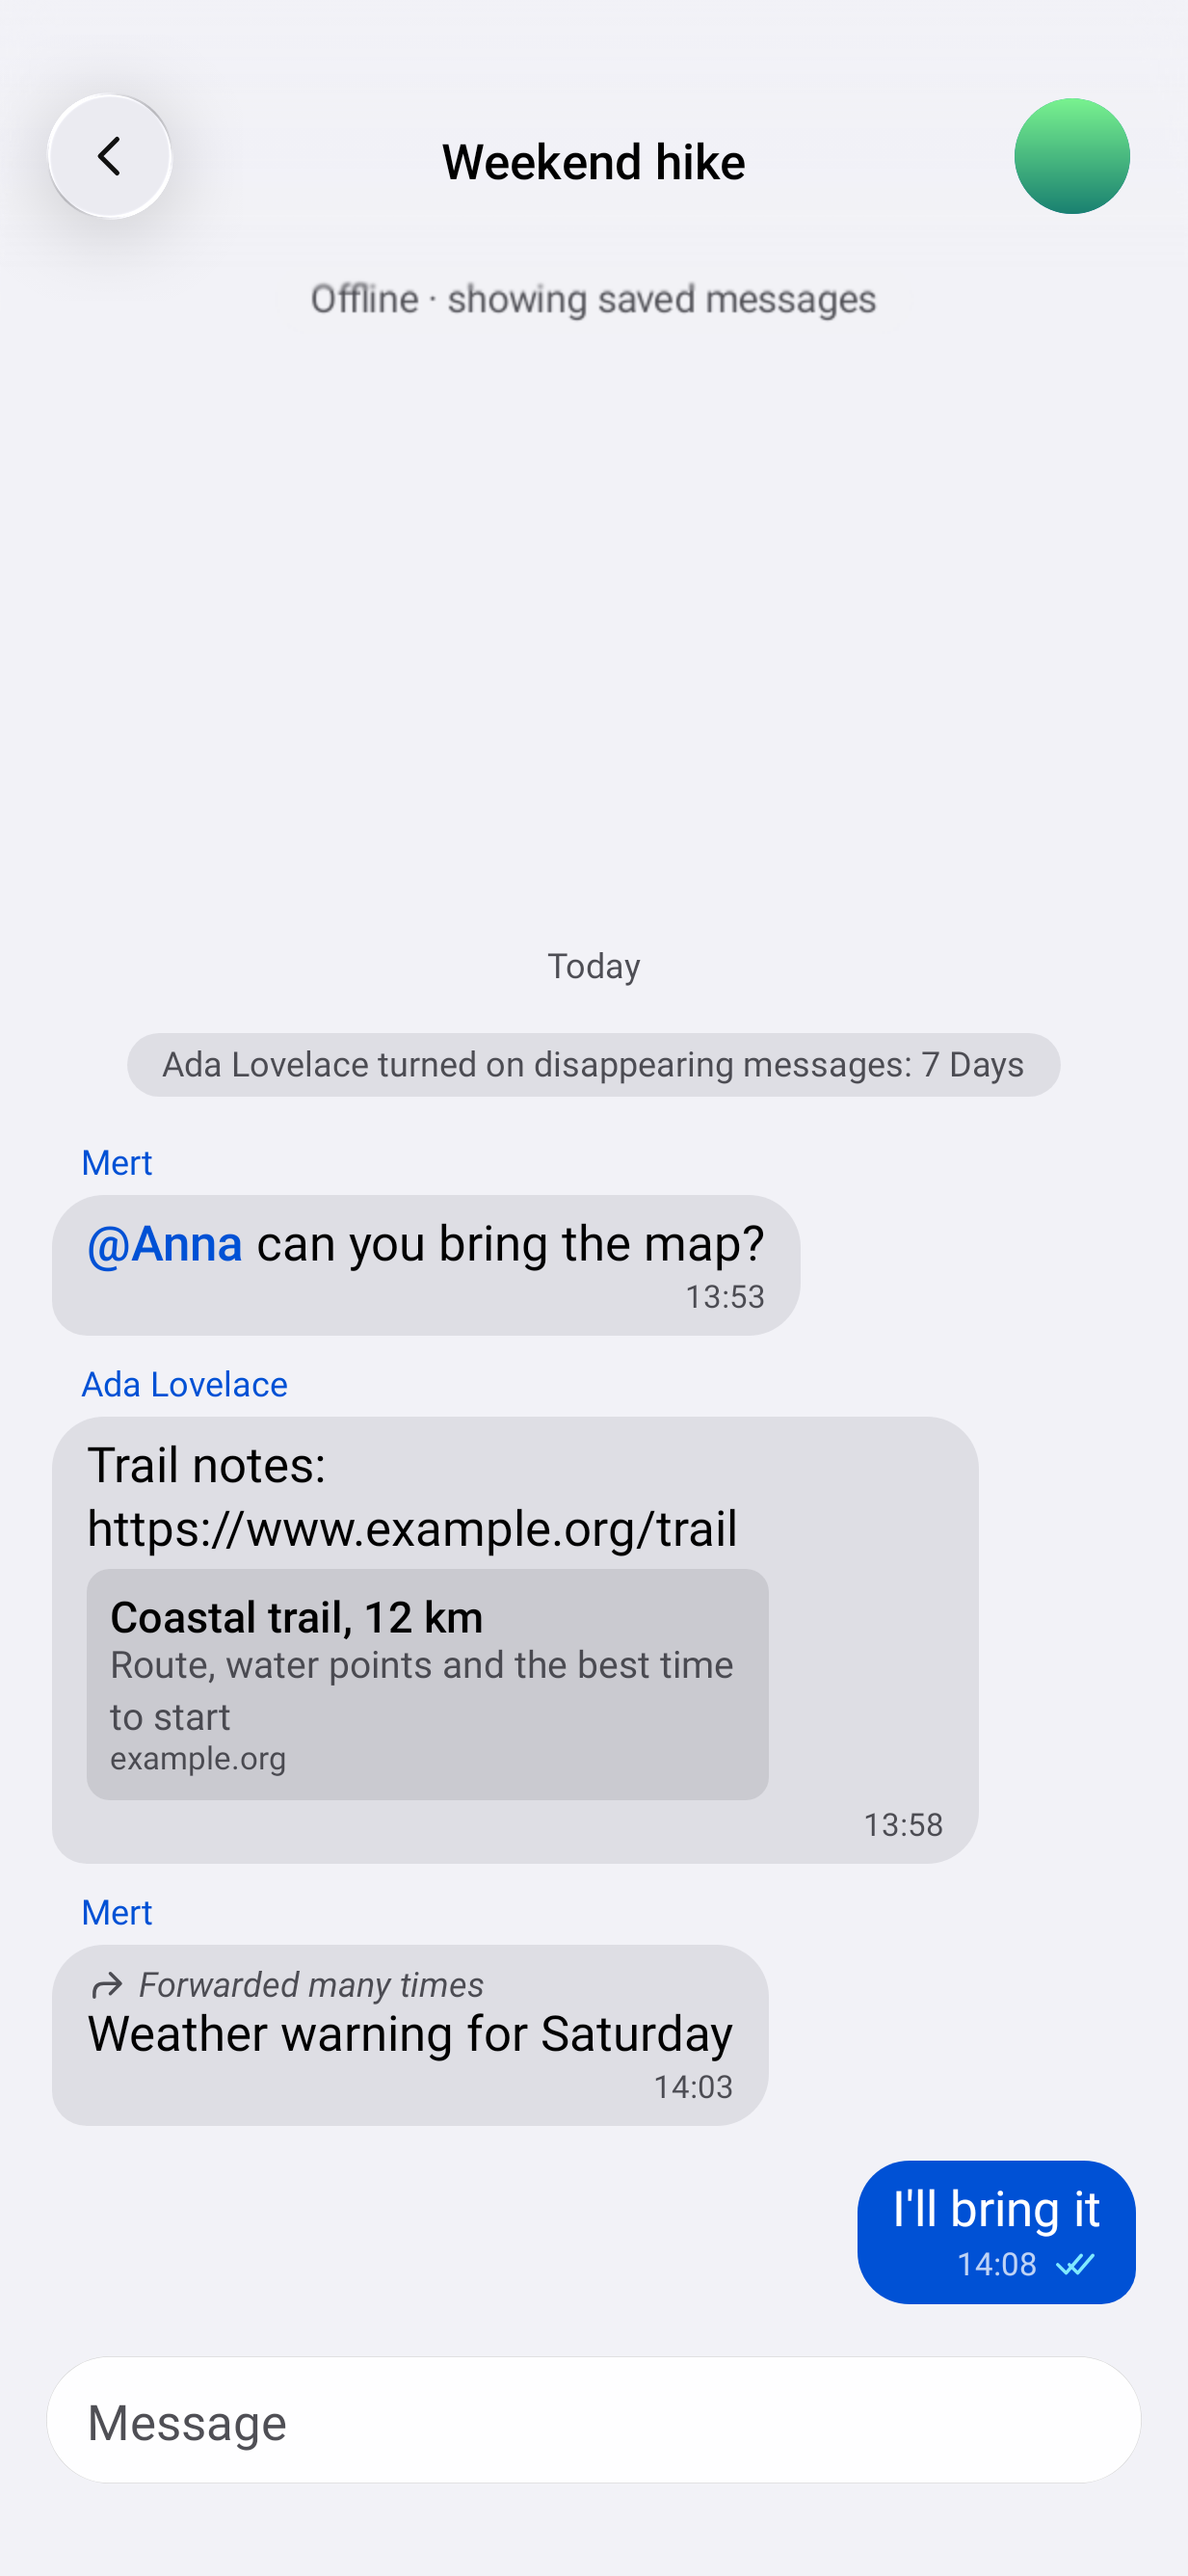 Weekend hike
Offline · showing saved messages
Today
Ada Lovelace turned on disappearing messages: 7 Days
Mert
@Anna can you bring the map?
13:53
Ada Lovelace
Trail notes:
https://www.example.org/trail
Coastal trail, 12 km
Route, water points and the best time
to start
example.org
13:58
Mert
Forwarded many times
Weather warning for Saturday
14:03
I'll bring it
14:08
Message